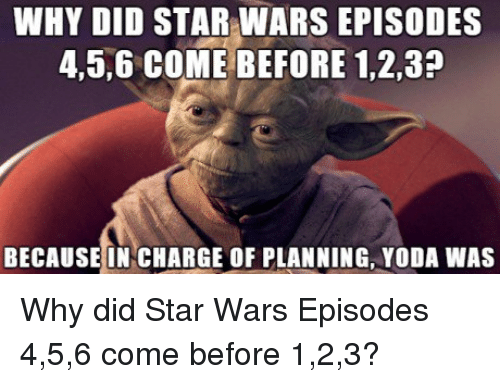 WHY DID STAR WARS EPISODES
4,5,6 COME BEFORE 1,2,3?
BECAUSE IN CHARGE OF PLANNING, YODA WAS
Why did Star Wars Episodes
4,5,6 come before 1,2,3?